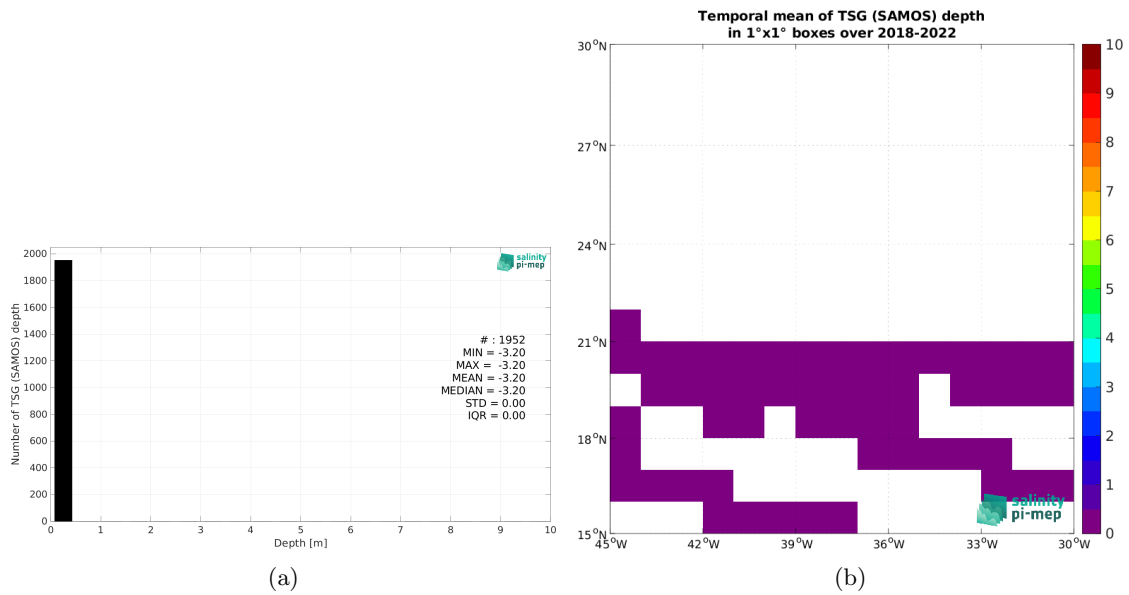 2000
1800
1600
1400
1200
1000
800
600
400
200
0
Number of TSG (SAMOS) depth
salinity
pi-mep
# : 1952
MIN = -3.20
MAX = -3.20
MEAN = -3.20
MEDIAN = -3.20
STD = 0.00
IQR = 0.00
0 1 2 3 4 5 6 7 8 9 10
Depth [m]
(a)
Temporal mean of TSG (SAMOS) depth
in 1°x1° boxes over 2018-2022
30°N
27°N
24°N
21°N
18°N
15°N
45°W 42°W 39°W 36°W 33°W 30°W
salinity
pi-mep
10
9
8
7
6
5
4
3
2
1
0
(b)